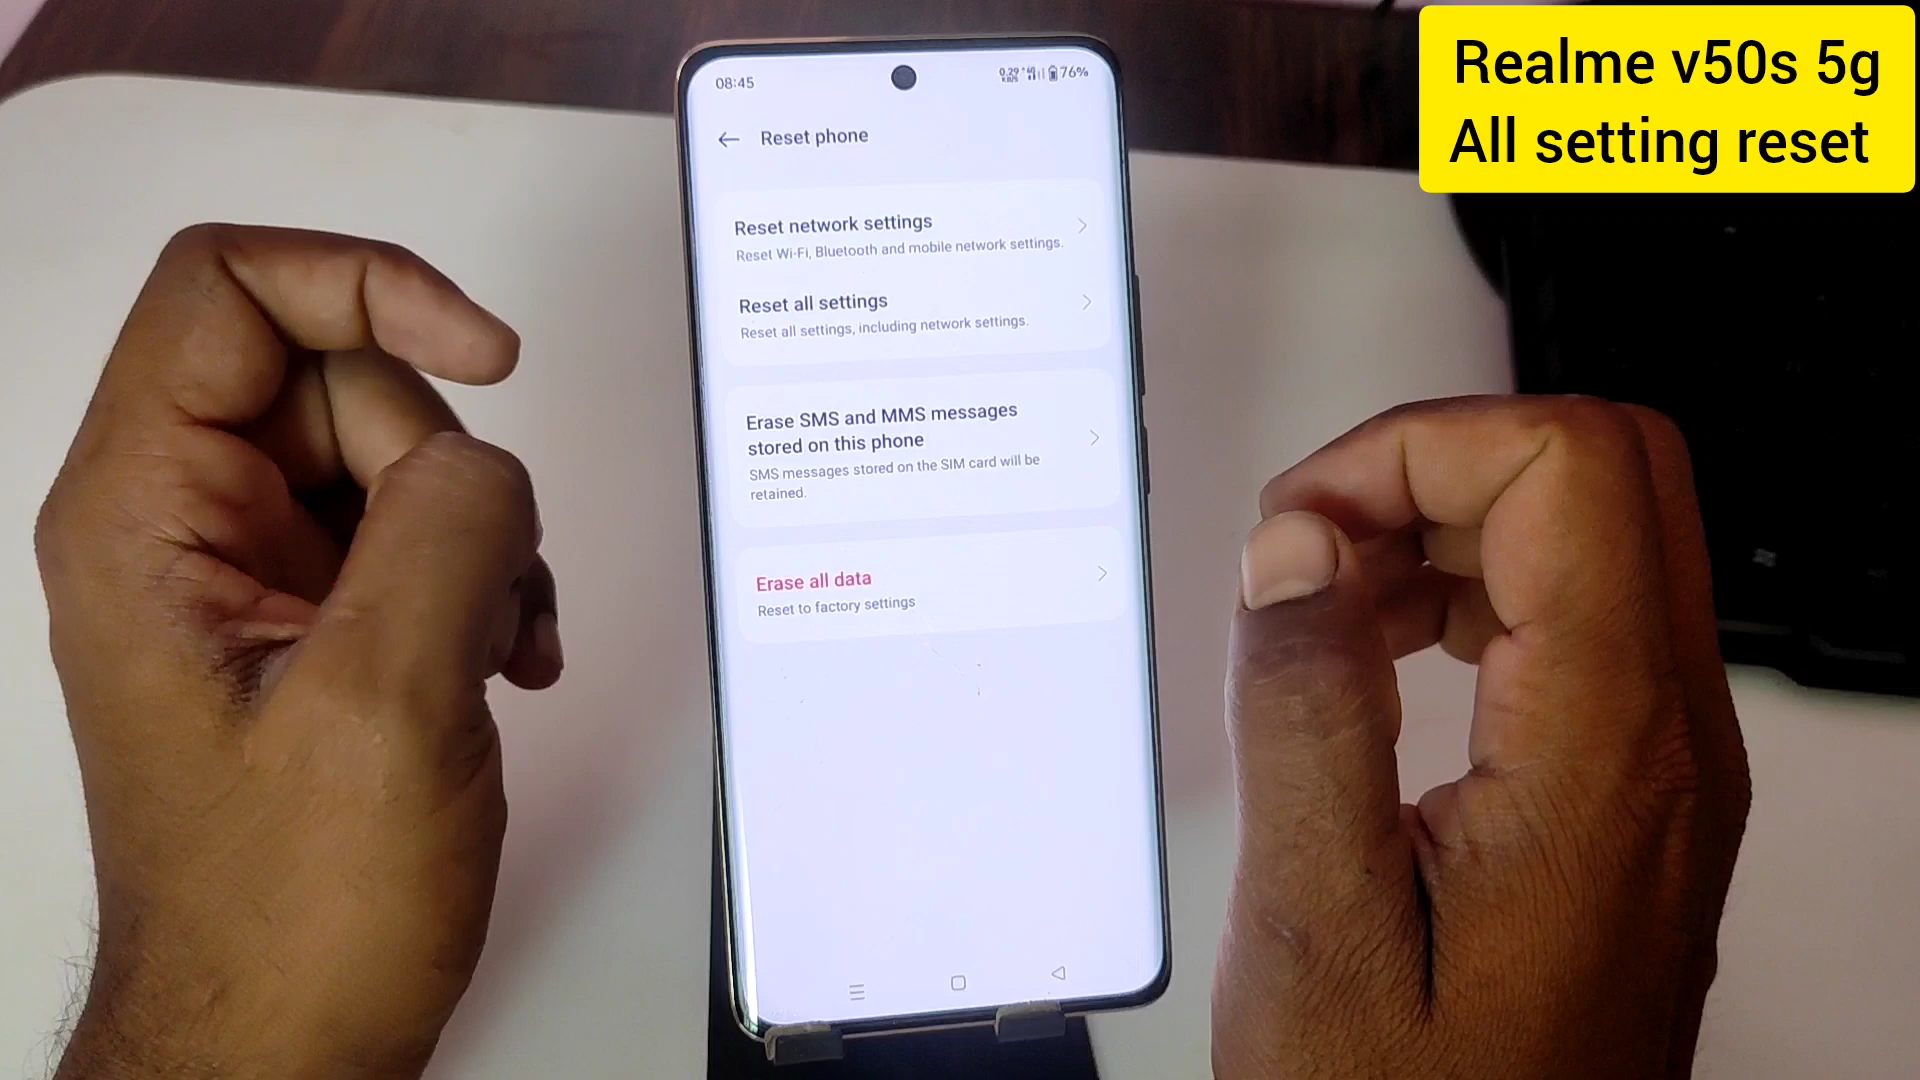 Realme v50s 5g
All setting reset
08:45
76%
Reset phone
Reset network settings
Reset Wi-Fi, Bluetooth and mobile network settings.
Reset all settings
Reset all settings, including network settings.
Erase SMS and MMS messages
stored on this phone
SMS messages stored on the SIM card will be
retained.
Erase all data
Reset to factory settings